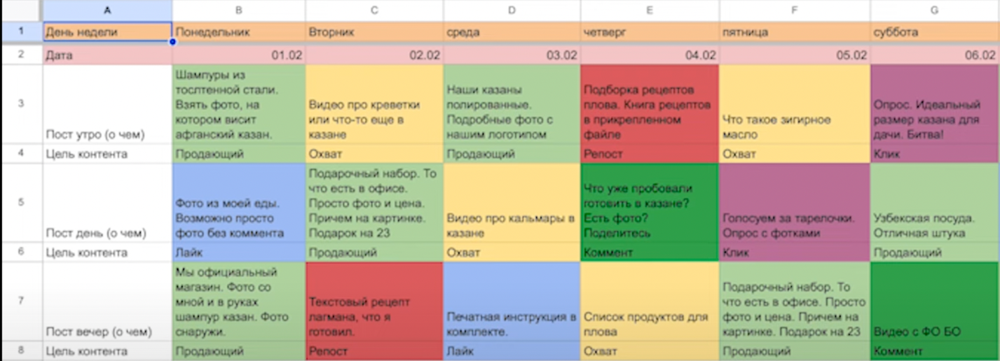 A B C D E F G
1 День недели Понедельник Вторник среда четверг пятница суббота
2 Дата 01.02 02.02 03.02 04.02 05.02 06.02
3
Пост утро (о чем)
Шампуры из
тослтенной стали.
Взять фото, на
котором висит
афганский казан.
Видео про креветки
или что-то еще в
казане
Наши казаны
полированные.
Подробные фото с
нашим логотипом
Подборка рецептов
плова. Книга рецептов
в прикрепленном
файле
Что такое зигирное
масло
Опрос. Идеальный
размер казана для
дачи. Битва!
4 Цель контента Продающий Охват Продающий Репост Охват Клик
5
Пост день (о чем)
Фото из моей еды.
Возможно просто
фото без коммента
Подарочный набор. То
что есть в офисе.
Просто фото и цена.
Причем на картинке.
Подарок на 23
Видео про кальмары в
казане
Что уже пробовали
готовить в казане?
Есть фото?
Поделитесь
Голосуем за тарелочки.
Опрос с фотками
Узбекская посуда.
Отличная штука
6 Цель контента Лайк Продающий Охват Коммент Клик Продающий
7
Пост вечер (о чем)
Мы официальный
магазин. Фото со
мной и в руках
шампур казан. Фото
снаружи.
Текстовый рецепт
лагмана, что я
готовил.
Печатная инструкция в
комплекте.
Список продуктов для
плова
Подарочный набор. То
что есть в офисе. Просто
фото и цена. Причем на
картинке. Подарок на 23
Видео с ФО БО
8 Цель контента Продающий Репост Лайк Охват Продающий Коммент